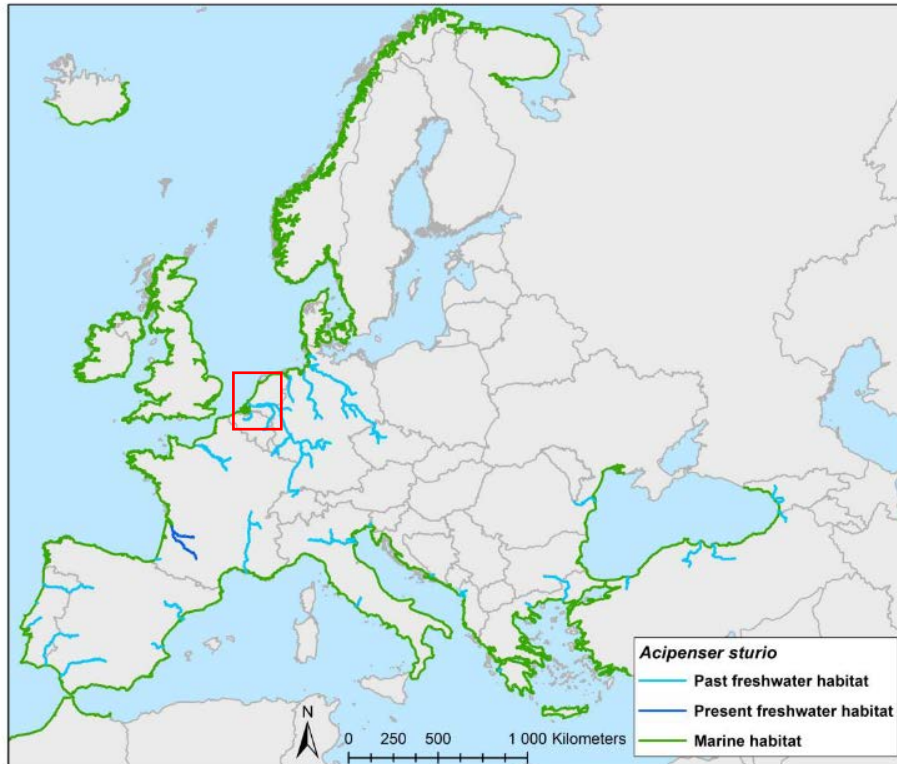 Acipenser sturio
Past freshwater habitat
Present freshwater habitat
Marine habitat
N
0 250 500 1 000 Kilometers